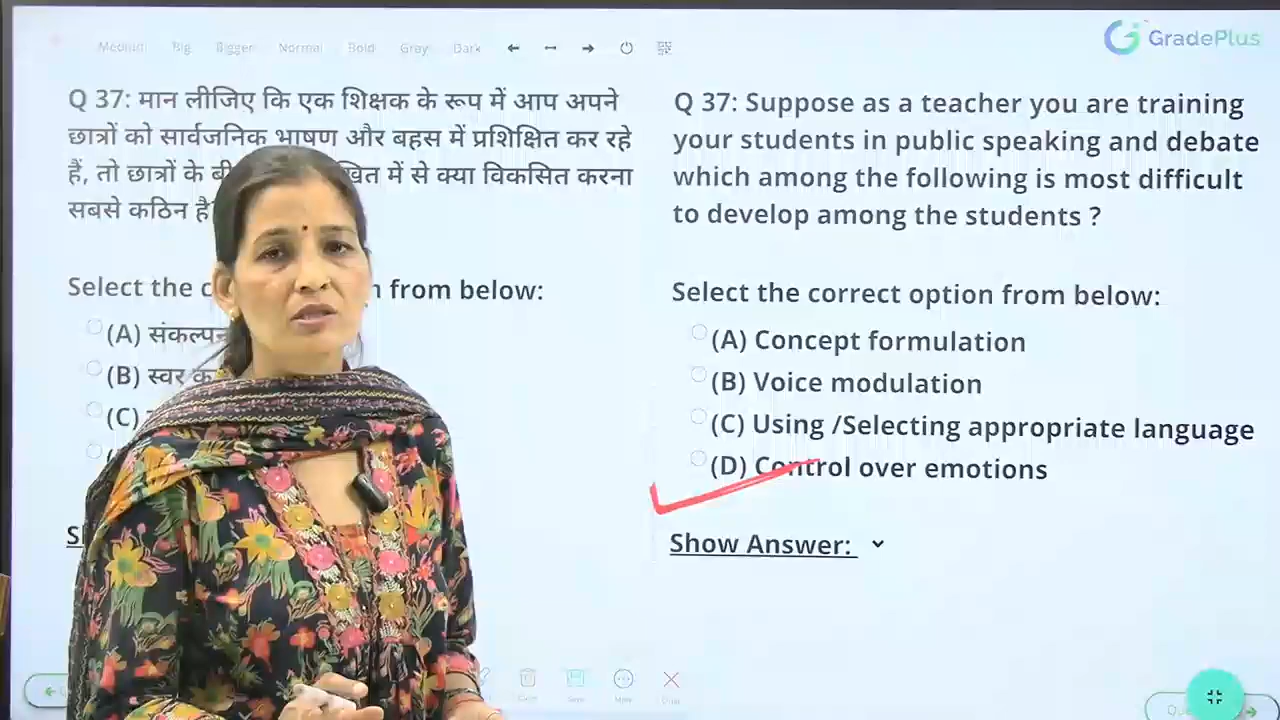 Medium Big Bigger Normal Bold Gray Dark
GradePlus
Q 37: मान लीजिए कि एक शिक्षक के रूप में आप अपने
छात्रों को सार्वजनिक भाषण और बहस में प्रशिक्षित कर रहे
हैं, तो छात्रों के में से क्या विकसित करना
सबसे कठिन है
Select the from below:
(A)
(B) स्वर
(C)
Q 37: Suppose as a teacher you are training
your students in public speaking and debate
which among the following is most difficult
to develop among the students ?
Select the correct option from below:
(A) Concept formulation
(B) Voice modulation
(C) Using /Selecting appropriate language
(D) Control over emotions
Show Answer: